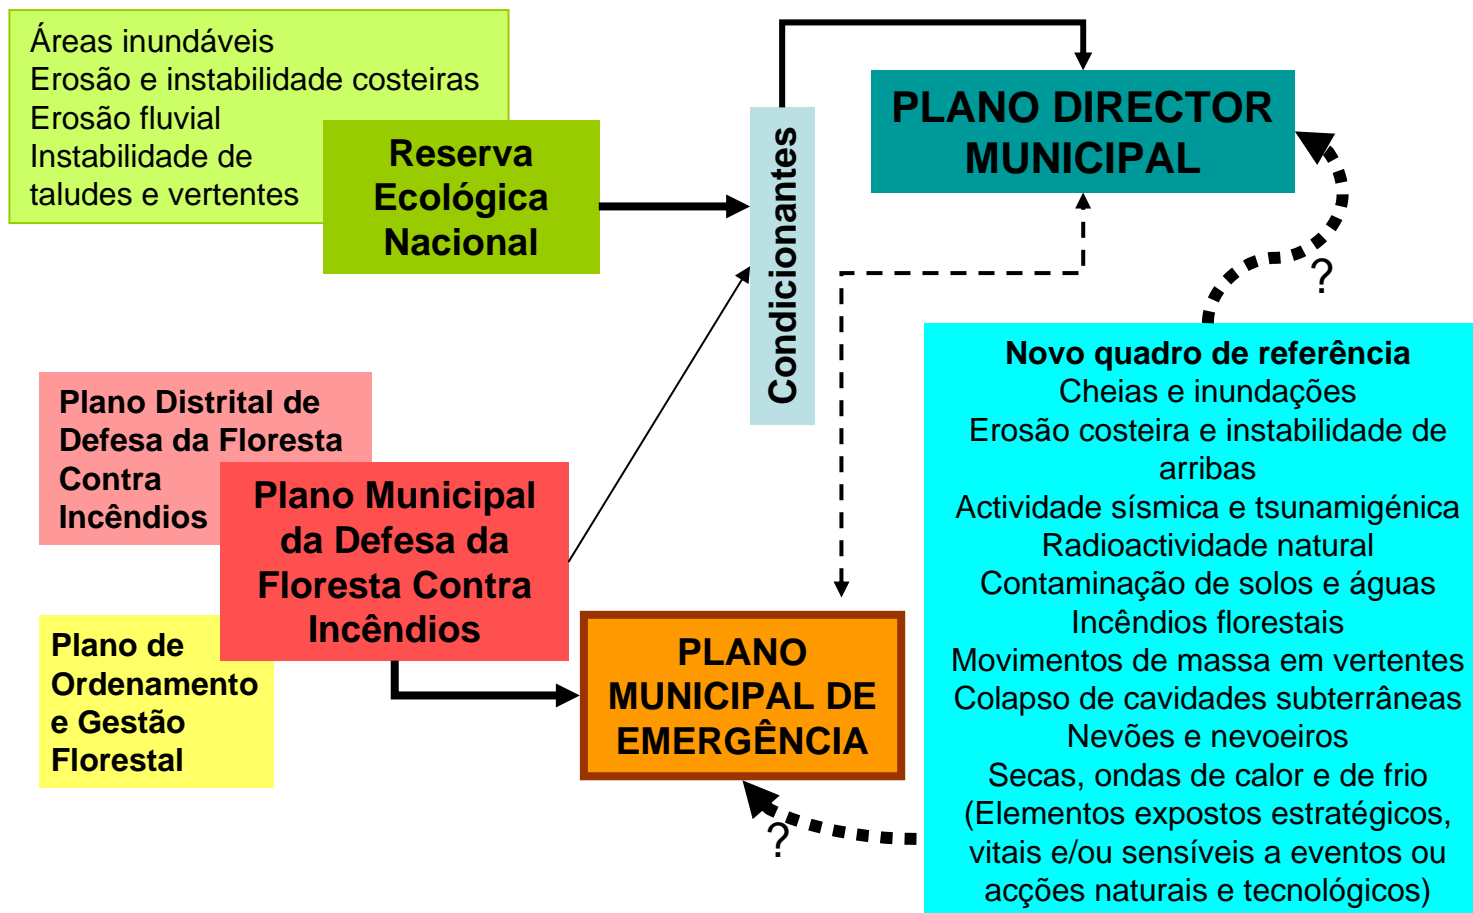 Áreas inundáveis
Erosão e instabilidade costeiras
Erosão fluvial
Instabilidade de
taludes e vertentes
Reserva
Ecológica
Nacional
Condicionantes
PLANO DIRECTOR
MUNICIPAL
?
Plano Distrital de
Defesa da Floresta
Contra
Incêndios
Plano Municipal
da Defesa da
Floresta Contra
Incêndios
Plano de
Ordenamento
e Gestão
Florestal
PLANO
MUNICIPAL DE
EMERGÊNCIA
?
Novo quadro de referência
Cheias e inundações
Erosão costeira e instabilidade de
arribas
Actividade sísmica e tsunamigénica
Radioactividade natural
Contaminação de solos e águas
Incêndios florestais
Movimentos de massa em vertentes
Colapso de cavidades subterrâneas
Nevões e nevoeiros
Secas, ondas de calor e de frio
(Elementos expostos estratégicos,
vitais e/ou sensíveis a eventos ou
acções naturais e tecnológicos)